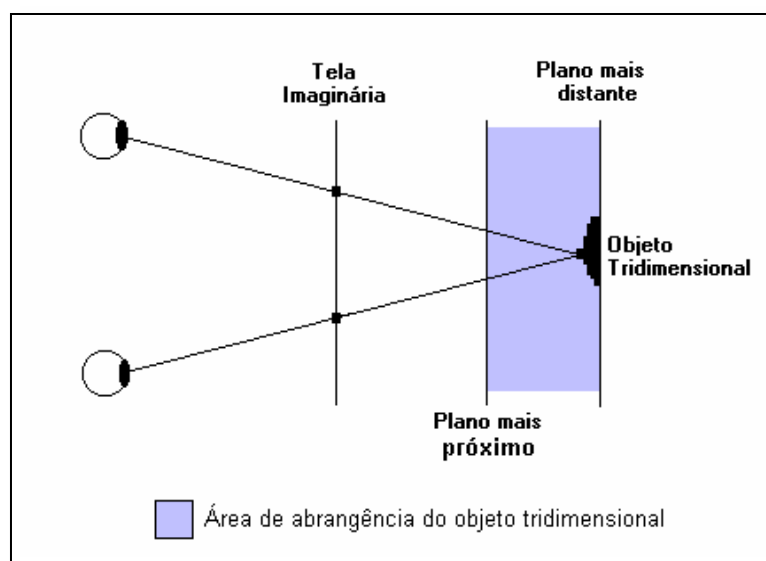 Tela
Imaginária
Plano mais
distante
Objeto
Tridimensional
Plano mais
próximo
Área de abrangência do objeto tridimensional